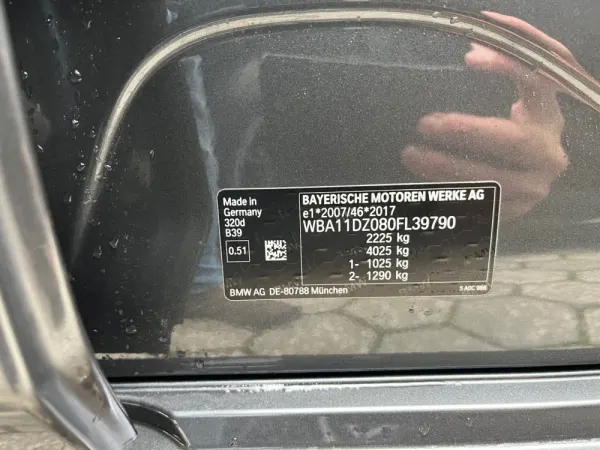 Made in
Germany
320d
B39
0.51
BAYERISCHE MOTOREN WERKE AG
e1*2007/46*2017
WBA11DZ080FL39790
2225 kg
- 4025 kg
1- 1025 kg
2- 1290 kg
BMW AG DE-80788 München